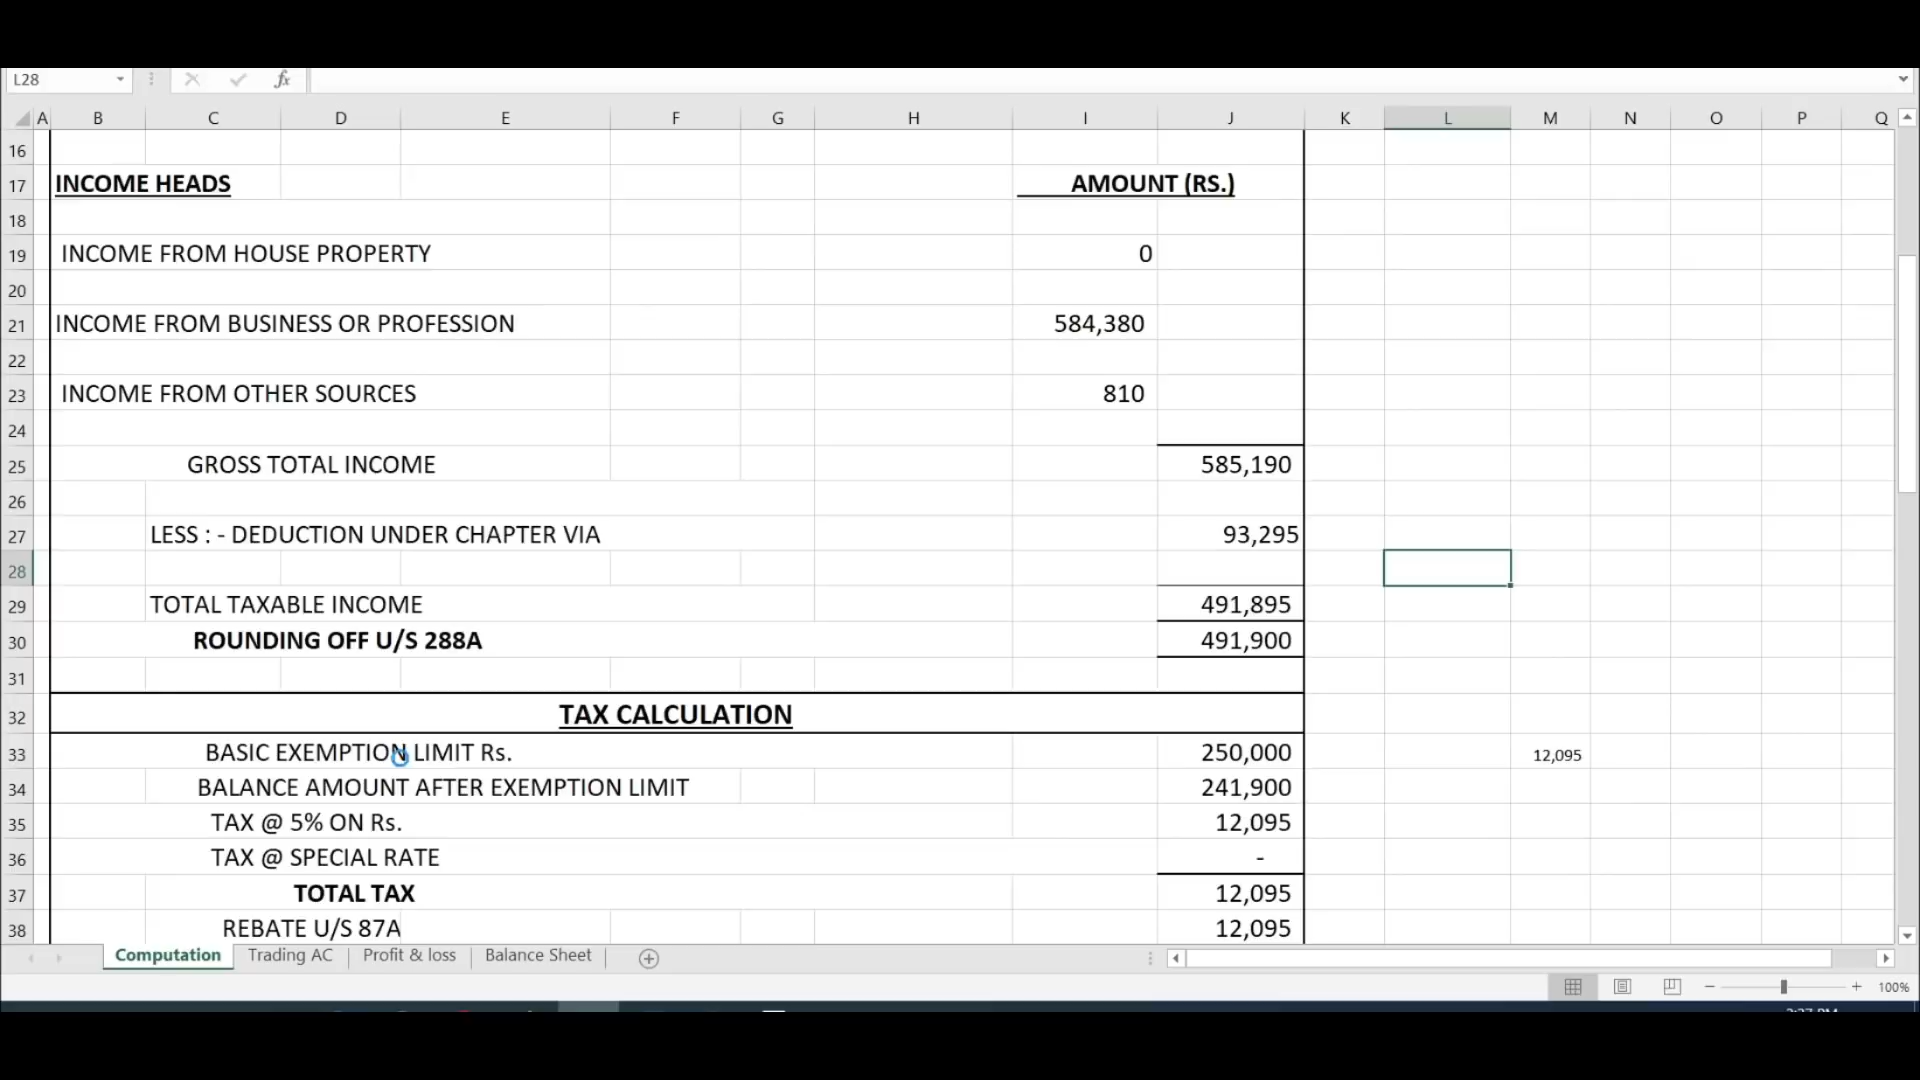 L28
fx
A B C D E F G H I J K L M N O P Q
16
17 INCOME HEADS AMOUNT (RS.)
18
19 INCOME FROM HOUSE PROPERTY 0
20
21 INCOME FROM BUSINESS OR PROFESSION 584,380
22
23 INCOME FROM OTHER SOURCES 810
24
25 GROSS TOTAL INCOME 585,190
26
27 LESS : - DEDUCTION UNDER CHAPTER VIA 93,295
28
29 TOTAL TAXABLE INCOME 491,895
30 ROUNDING OFF U/S 288A 491,900
31
32 TAX CALCULATION
33 BASIC EXEMPTION LIMIT Rs. 250,000 12,095
34 BALANCE AMOUNT AFTER EXEMPTION LIMIT 241,900
35 TAX @ 5% ON Rs. 12,095
36 TAX @ SPECIAL RATE -
37 TOTAL TAX 12,095
38 REBATE U/S 87A 12,095
Computation Trading AC Profit & loss Balance Sheet
100%